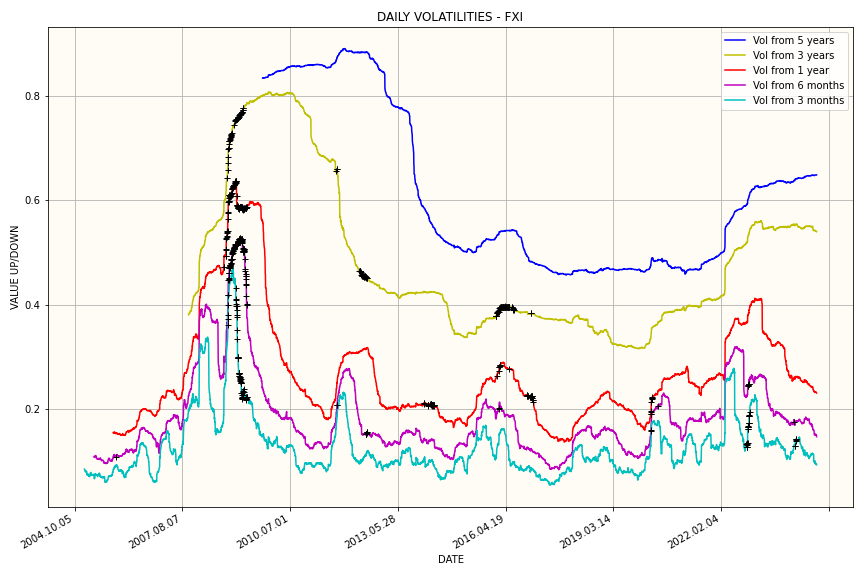 DAILY VOLATILITIES - FXI
Vol from 5 years
Vol from 3 years
Vol from 1 year
Vol from 6 months
Vol from 3 months
VALUE UP/DOWN
0.8
0.6
0.4
0.2
2004.10.05
2007.08.07
2010.07.01
2013.05.28
2016.04.19
2019.03.14
2022.02.04
DATE